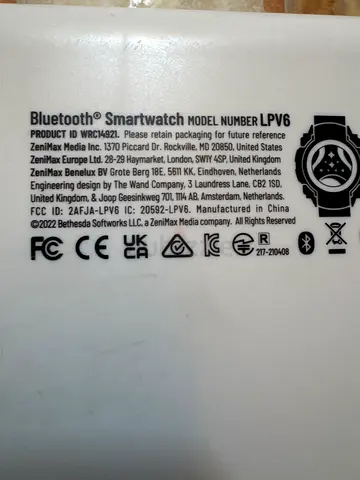 Bluetooth® Smartwatch MODEL NUMBER LPV6
PRODUCT ID WRC14921. Please retain packaging for future reference
ZeniMax Media Inc. 1370 Piccard Dr. Rockville, MD 20850, United States
ZeniMax Europe Ltd. 28-29 Haymarket, London, SW1Y 4SP, United Kingdom
ZeniMax Benelux BV Grote Berg 18E, 5611 KK, Eindhoven, Netherlands
Engineering design by The Wand Company, 3 Laundress Lane, CB2 1SD,
United Kingdom, & Joop Geesinkweg 701, 1114 AB, Amsterdam, Netherlands.
FCC ID: 2AFJA-LPV6 IC: 20592-LPV6. Manufactured in China
©2022 Bethesda Softworks LLC, a ZeniMax Media company. All Rights Reserved
FC CE UK CA R
217-210408